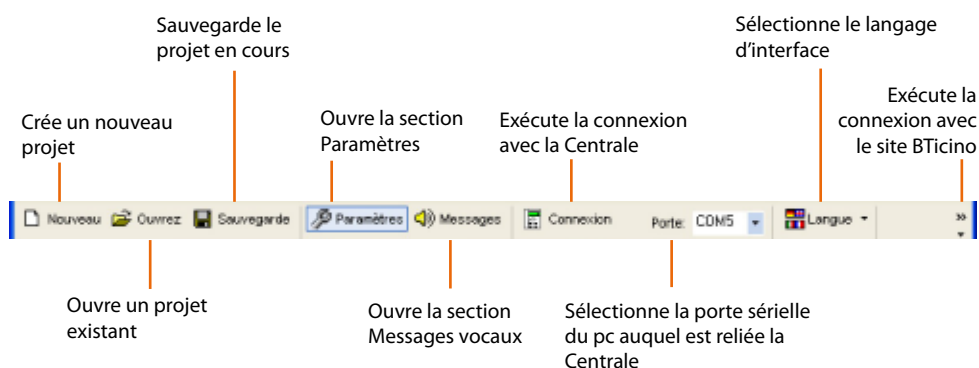 Sauvegarde le
projet en cours
Sélectionne le langage
d'interface
Crée un nouveau
projet
Ouvre la section
Paramètres
Exécute la connexion
avec la Centrale
Exécute la
connexion avec
le site BTicino
Nouveau Ouvrez Sauvegarde Paramètres Messages Connexion Porte: COM5 Langue »
Ouvre un projet
existant
Ouvre la section
Messages vocaux
Sélectionne la porte sérielle
du pc auquel est reliée la
Centrale